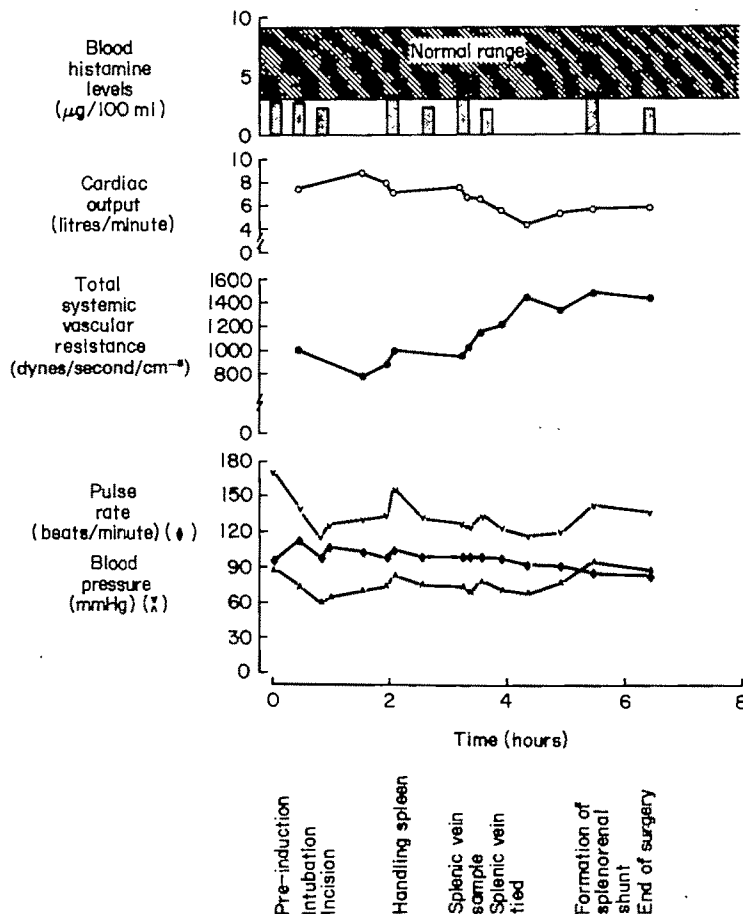 Blood
histamine
levels
(μg/100 ml)
10
5
0
Normal range
Cardiac
output
(litres/minute)
10
8
6
4
0
Total
systemic
vascular
resistance
(dynes/second/cm⁻⁵)
1600
1400
1200
1000
800
0
Pulse
rate
(beats/minute) (♦)
Blood
pressure
(mmHg) (⌄⌃)
180
150
120
90
60
30
0
0 2 4 6 8
Time (hours)
Pre-induction
Intubation
Incision
Handling spleen
Splenic vein
sample
Splenic vein
tied
Formation of
splenorenal
shunt
End of surgery